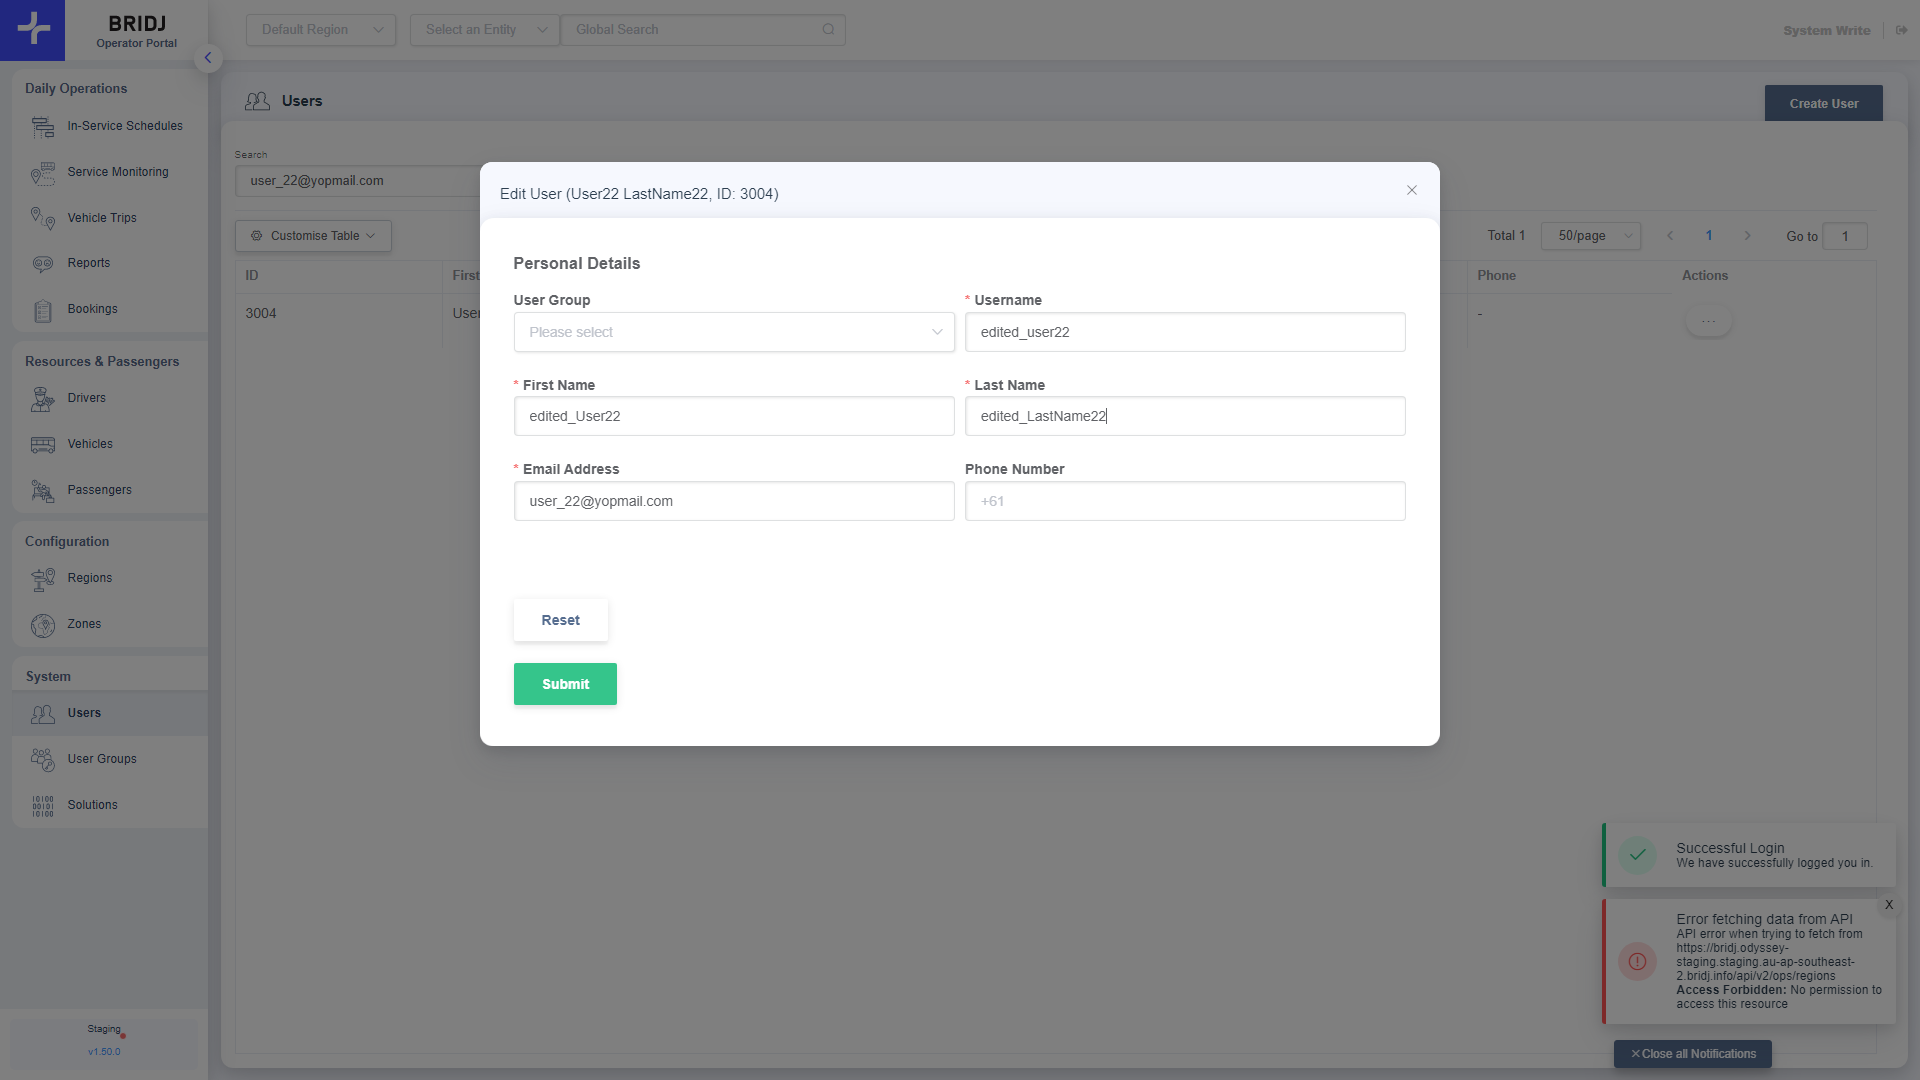 BRIDJ
Operator Portal
Default Region
Select an Entity
Global Search
System Write
Daily Operations
In-Service Schedules
Service Monitoring
Vehicle Trips
Reports
Bookings
Resources & Passengers
Drivers
Vehicles
Passengers
Configuration
Regions
Zones
System
Users
User Groups
Solutions
Staging
v1.50.0
Users
Create User
Search
user_22@yopmail.com
Customise Table
Total 1
50/page
1
Go to
1
ID
First
Phone
Actions
3004
User
-
...
Edit User (User22 LastName22, ID: 3004)
Personal Details
User Group
* Username
Please select
edited_user22
* First Name
* Last Name
edited_User22
edited_LastName22
* Email Address
Phone Number
user_22@yopmail.com
+61
Reset
Submit
Successful Login
We have successfully logged you in.
X
Error fetching data from API
API error when trying to fetch from
https://bridj.odyssey-
staging.staging.au-ap-southeast-
2.bridj.info/api/v2/ops/regions
Access Forbidden: No permission to
access this resource
×Close all Notifications